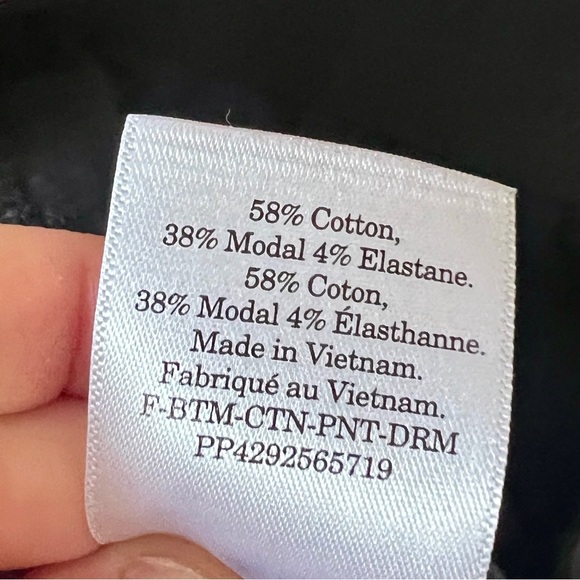 58% Cotton,
38% Modal 4% Elastane.
58% Coton,
38% Modal 4% Élasthanne.
Made in Vietnam.
Fabriqué au Vietnam.
F-BTM-CTN-PNT-DRM
PP4292565719